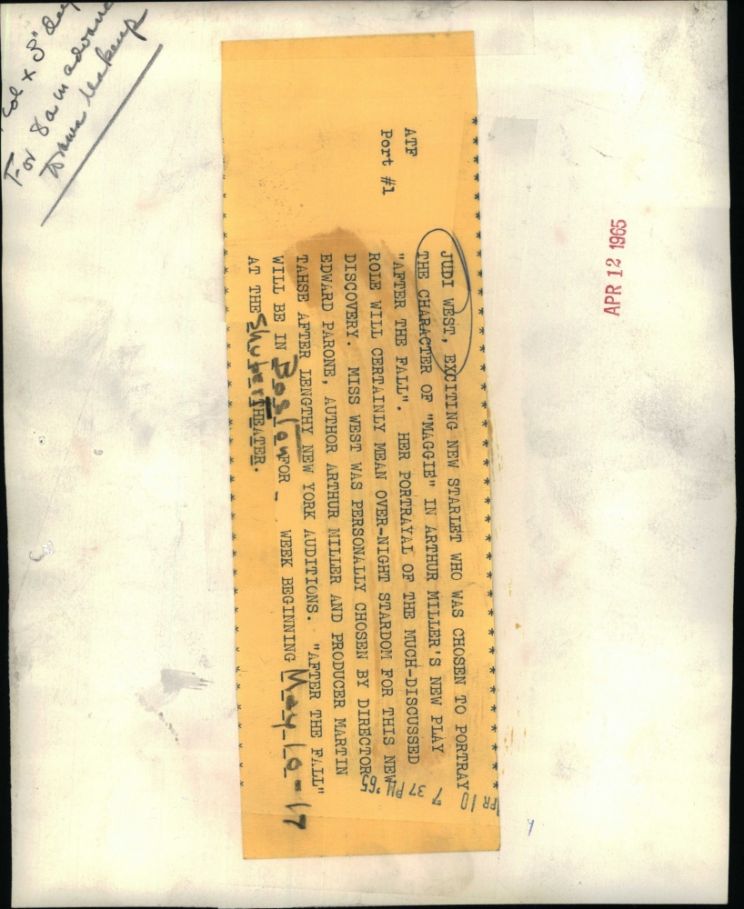 Col x 8" day
For 8 am advance
Drama Makeup
APR 12 1965
ATF
Port #1
JUDI WEST, EXCITING NEW STARLET WHO WAS CHOSEN TO PORTRAY
THE CHARACTER OF "MAGGIE" IN ARTHUR MILLER'S NEW PLAY
"AFTER THE FALL". HER PORTRAYAL OF THE MUCH-DISCUSSED
ROLE WILL CERTAINLY MEAN OVER-NIGHT STARDOM FOR THIS NEW
DISCOVERY. MISS WEST WAS PERSONALLY CHOSEN BY DIRECTOR
EDWARD PARONE, AUTHOR ARTHUR MILLER AND PRODUCER MARTIN
TAHSE AFTER LENGTHY NEW YORK AUDITIONS. "AFTER THE FALL"
WILL BE IN Boston FOR - WEEK BEGINNING May 10-17
AT THE Shubert THEATER.
APR 10 7 37 PM '65